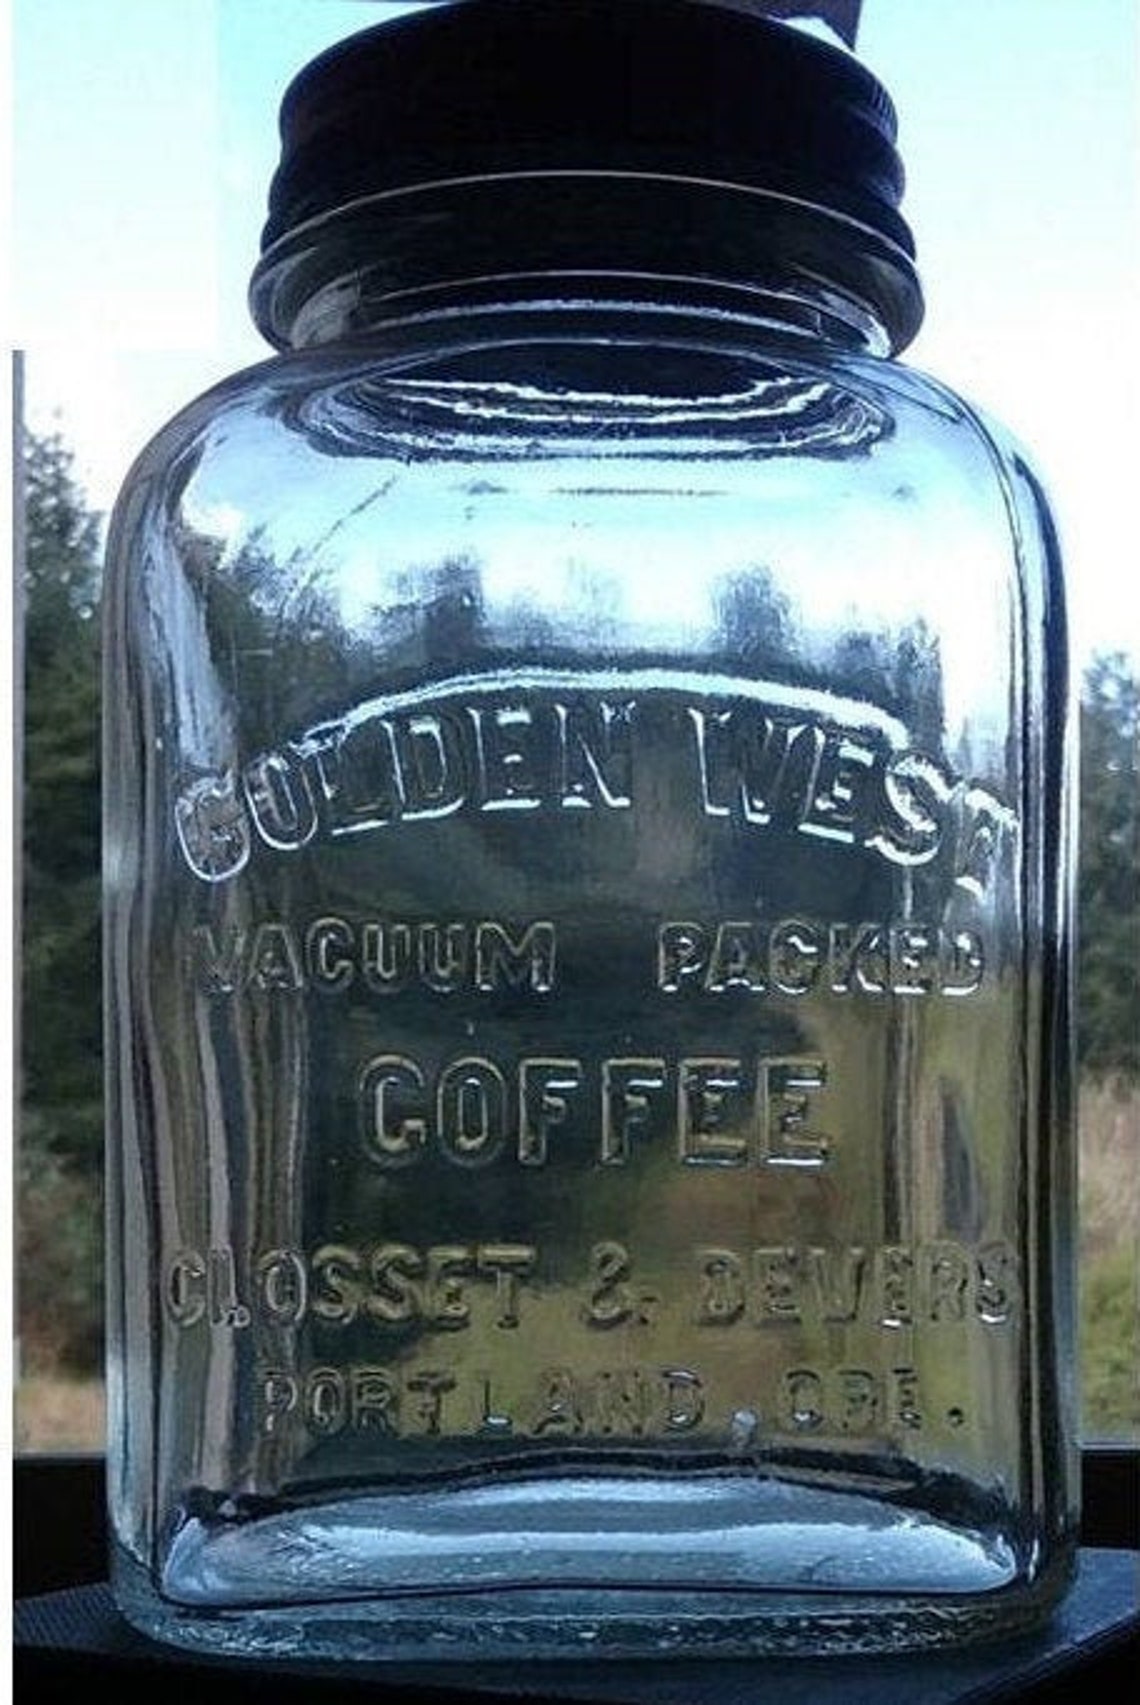 GOLDEN WEST
VACUUM PACKED
COFFEE
CLOSSET & DEVERS
PORTLAND, ORE.